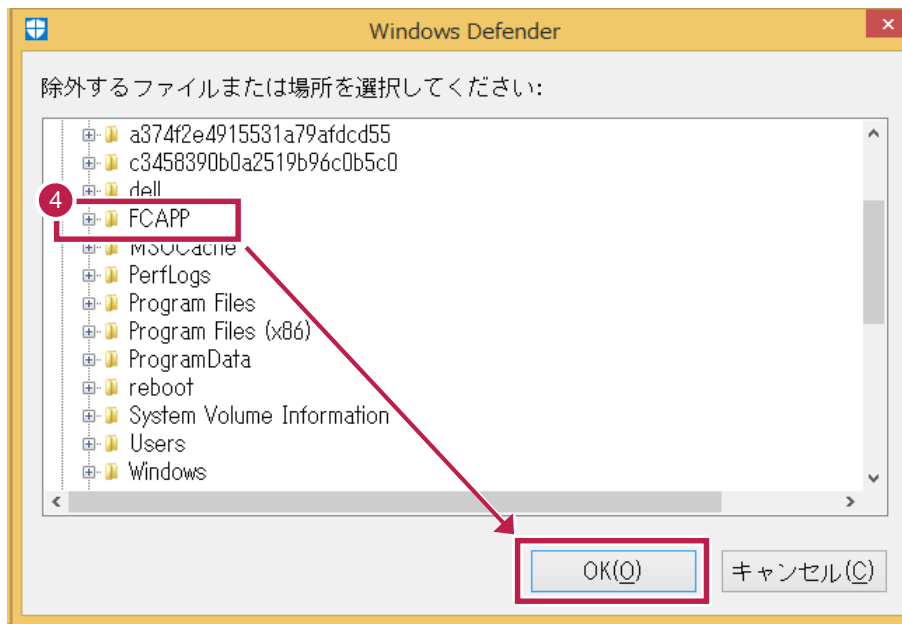 Windows Defender
除外するファイルまたは場所を選択してください:
a374f2e4915531a79afdcd55
c3458390b0a2519b96c0b5c0
dell
4
FCAPP
MSOCache
PerfLogs
Program Files
Program Files (x86)
ProgramData
reboot
System Volume Information
Users
Windows
OK(O)
キャンセル(C)